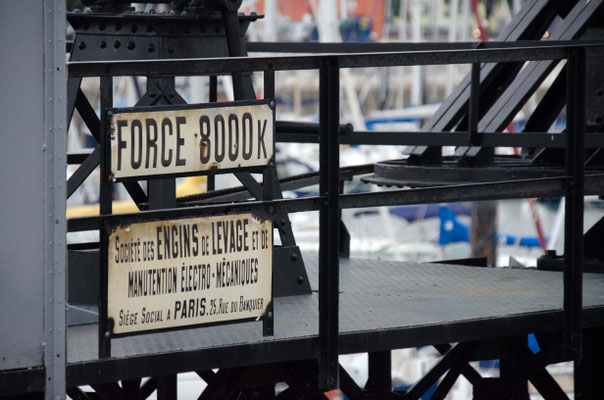 FORCE 8000K
SOCIÉTÉ DES ENGINS DE LEVAGE ET DE
MANUTENTION ÉLECTRO-MÉCANIQUES
SIÈGE SOCIAL A PARIS.25.RUE DU BANQUIER